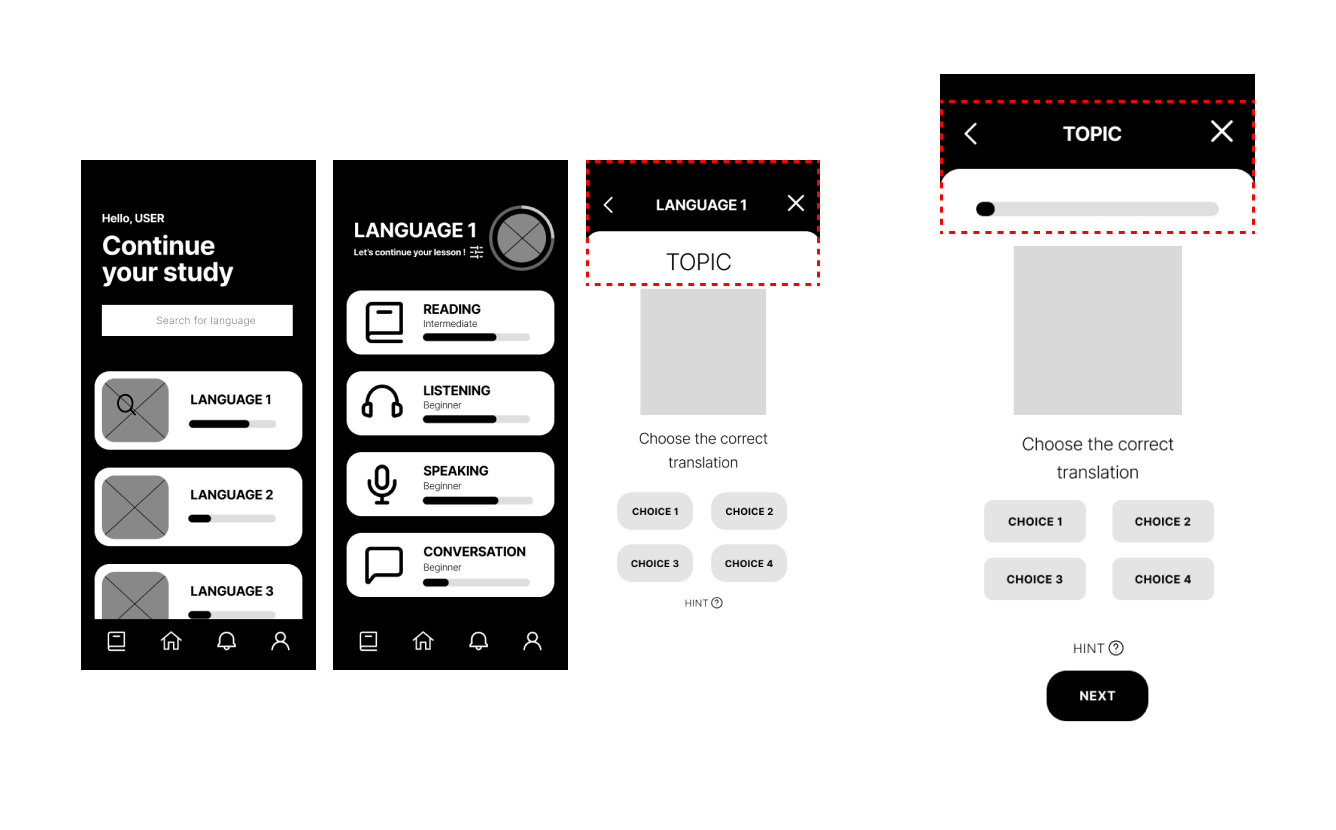 Hello, USER
Continue
your study
Search for language
LANGUAGE 1
LANGUAGE 2
LANGUAGE 3
LANGUAGE 1
Let's continue your lesson !
READING
Intermediate
LISTENING
Beginner
SPEAKING
Beginner
CONVERSATION
Beginner
LANGUAGE 1
TOPIC
Choose the correct
translation
CHOICE 1
CHOICE 2
CHOICE 3
CHOICE 4
HINT ?
TOPIC
Choose the correct
translation
CHOICE 1
CHOICE 2
CHOICE 3
CHOICE 4
HINT ?
NEXT